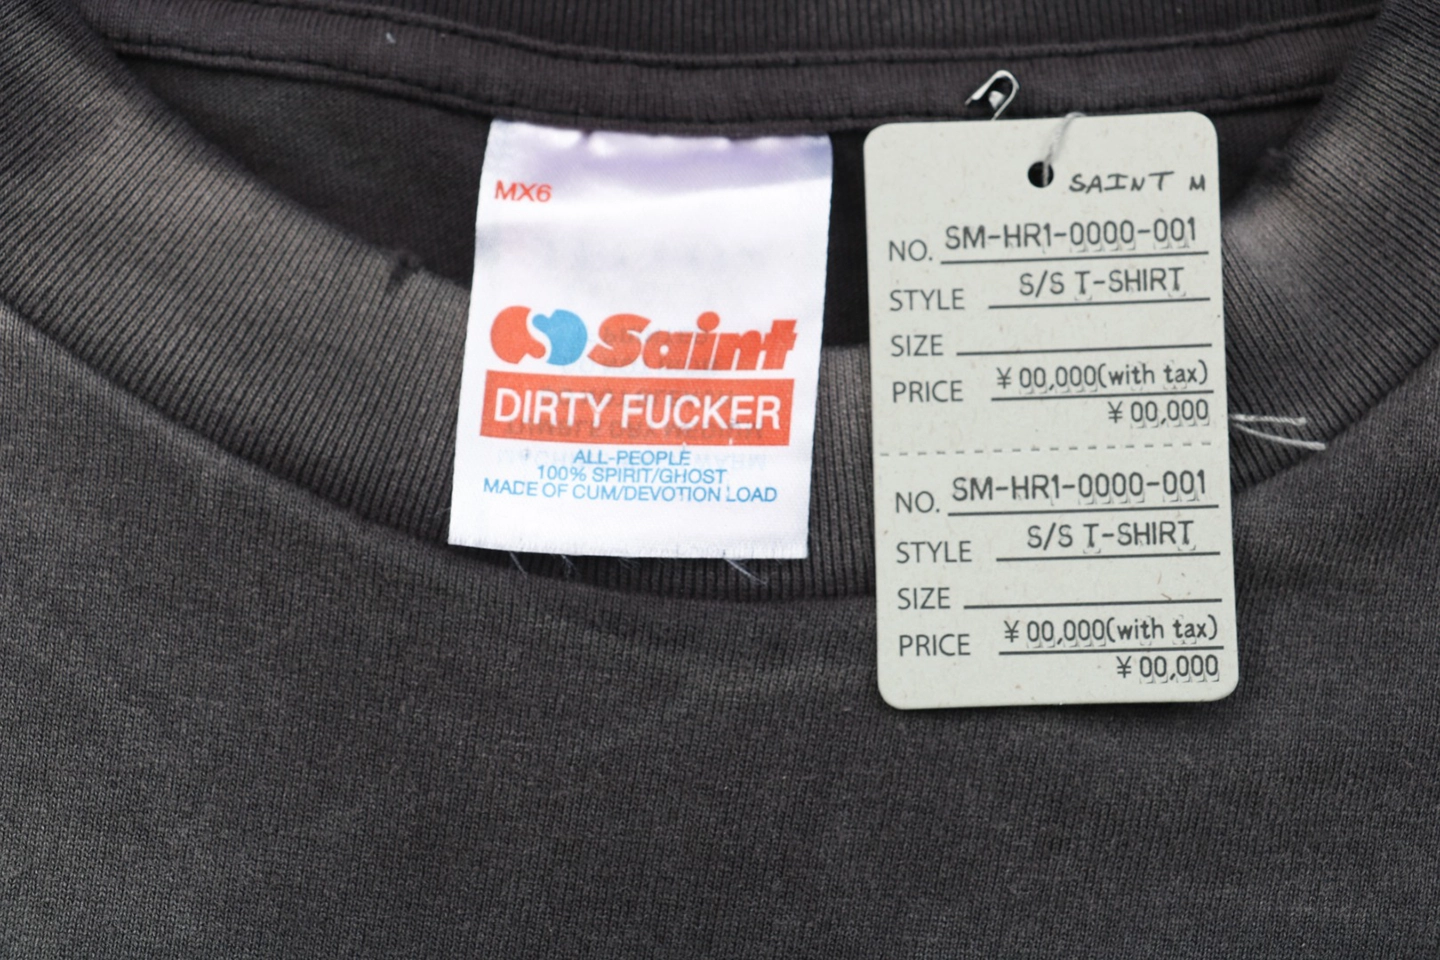 MX6
Saint
DIRTY FUCKER
ALL-PEOPLE
100% SPIRIT/GHOST
MADE OF CUM/DEVOTION LOAD
SAINT M
NO. SM-HR1-0000-001
STYLE S/S T-SHIRT
SIZE
PRICE ¥00,000(with tax)
¥00,000
NO. SM-HR1-0000-001
STYLE S/S T-SHIRT
SIZE
PRICE ¥00,000(with tax)
¥00,000